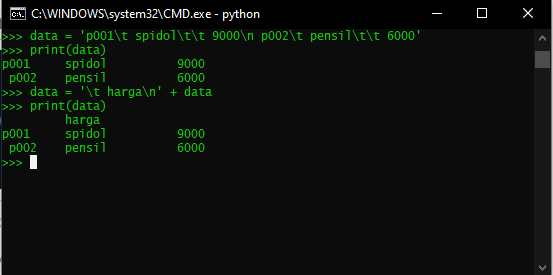 C:\WINDOWS\system32\CMD.exe - python
>>> data = 'p001\t spidol\t\t 9000\n p002\t pensil\t\t 6000'
>>> print(data)
p001     spidol          9000
 p002    pensil          6000
>>> data = '\t harga\n' + data
>>> print(data)
         harga
p001     spidol          9000
 p002    pensil          6000
>>>